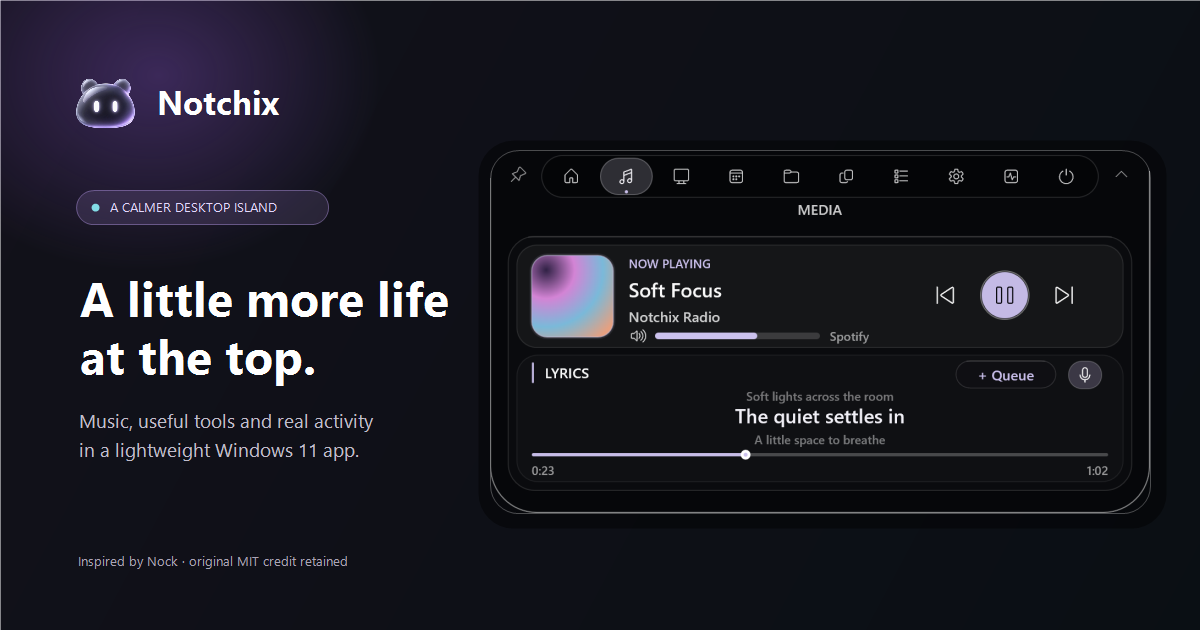 Notchix
A CALMER DESKTOP ISLAND
A little more life
at the top.
Music, useful tools and real activity
in a lightweight Windows 11 app.
Inspired by Nock · original MIT credit retained
MEDIA
NOW PLAYING
Soft Focus
Notchix Radio
Spotify
LYRICS
+ Queue
Soft lights across the room
The quiet settles in
A little space to breathe
0:23
1:02